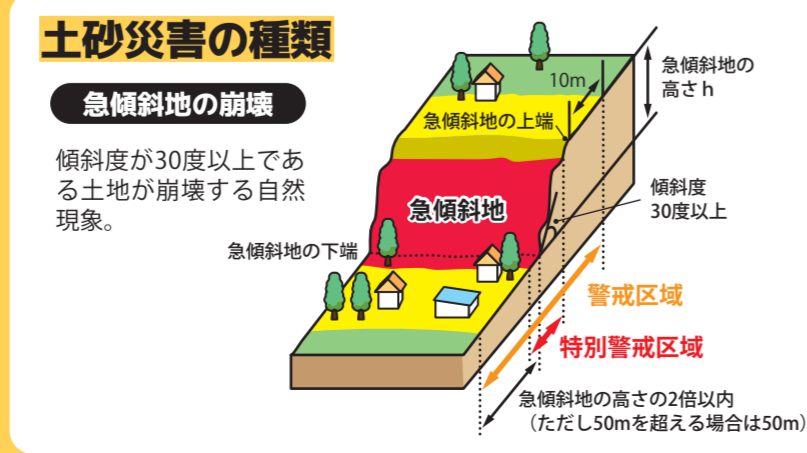 土砂災害の種類
急傾斜地の崩壊
傾斜度が30度以上であ
る土地が崩壊する自然
現象。
10m
急傾斜地の
高さh
急傾斜地の上端
傾斜度
30度以上
急傾斜地
急傾斜地の下端
警戒区域
特別警戒区域
急傾斜地の高さの2倍以内
（ただし50mを超える場合は50m）